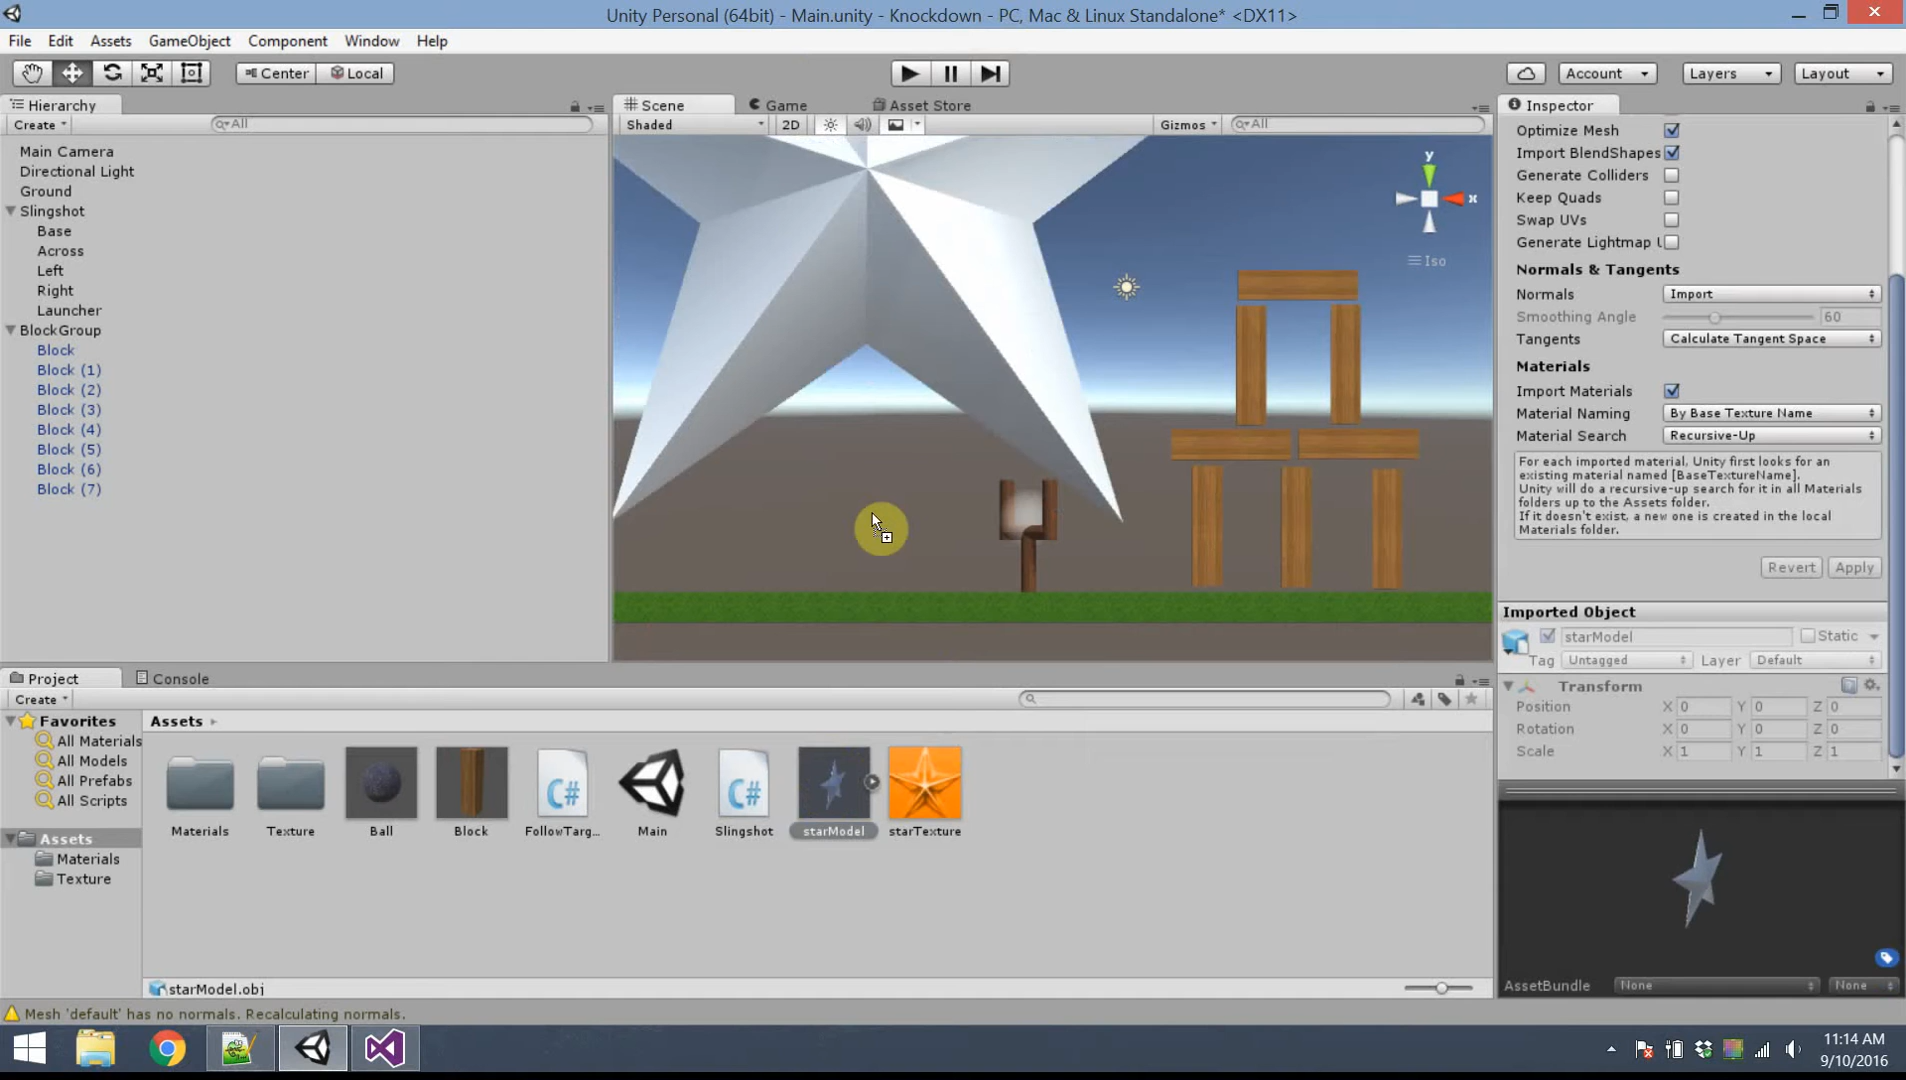 Unity Personal (64bit) - Main.unity - Knockdown - PC, Mac & Linux Standalone* <DX11>
File Edit Assets GameObject Component Window Help
Center Local Account Layers Layout
Hierarchy
Create All
Main Camera
Directional Light
Ground
Slingshot
Base
Across
Left
Right
Launcher
BlockGroup
Block
Block (1)
Block (2)
Block (3)
Block (4)
Block (5)
Block (6)
Block (7)
Scene Game Asset Store
Shaded 2D Gizmos All
y
x
Iso
Inspector
Optimize Mesh
Import BlendShapes
Generate Colliders
Keep Quads
Swap UVs
Generate Lightmap
Normals & Tangents
Normals Import
Smoothing Angle 60
Tangents Calculate Tangent Space
Materials
Import Materials
Material Naming By Base Texture Name
Material Search Recursive-Up
For each imported material, Unity first looks for an
existing material named [BaseTextureName].
Unity will do a recursive-up search for it in all Materials
folders up to the Assets folder.
If it doesn't exist, a new one is created in the local
Materials folder.
Revert Apply
Imported Object
starModel Static
Tag Untagged Layer Default
Transform
Position X 0 Y 0 Z 0
Rotation X 0 Y 0 Z 0
Scale X 1 Y 1 Z 1
AssetBundle None None
Project Console
Create
Favorites
All Materials
All Models
All Prefabs
All Scripts
Assets
Materials
Texture
Assets
C# C#
Materials Texture Ball Block FollowTarg... Main Slingshot starModel starTexture
starModel.obj
Mesh 'default' has no normals. Recalculating normals.
11:14 AM
9/10/2016